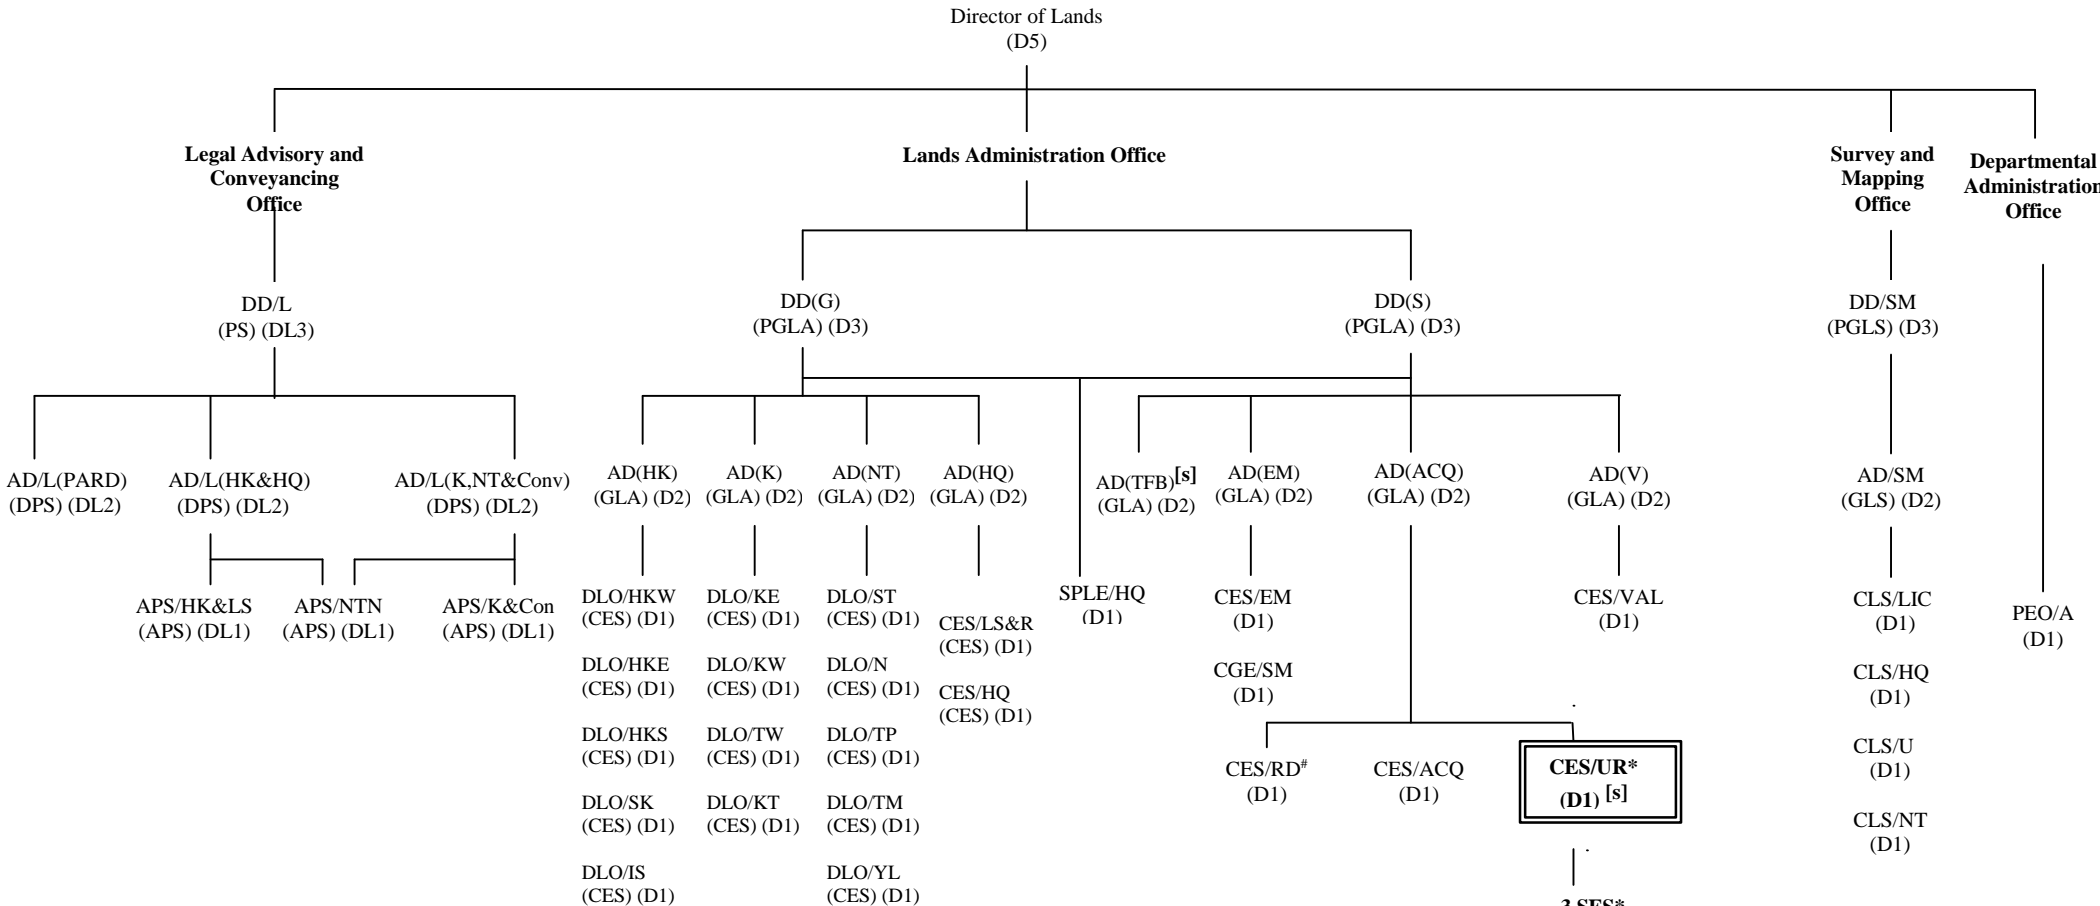 Director of Lands
(D5)
Legal Advisory and
Conveyancing
Office
Lands Administration Office
Survey and
Mapping
Office
Departmental
Administration
Office
DD/L
(PS) (DL3)
DD(G)
(PGLA) (D3)
DD(S)
(PGLA) (D3)
DD/SM
(PGLS) (D3)
AD/L(PARD)
(DPS) (DL2)
AD/L(HK&HQ)
(DPS) (DL2)
AD/L(K,NT&Conv)
(DPS) (DL2)
AD(HK)
(GLA) (D2)
AD(K)
(GLA) (D2)
AD(NT)
(GLA) (D2)
AD(HQ)
(GLA) (D2)
AD(TFB)[s]
(GLA) (D2)
AD(EM)
(GLA) (D2)
AD(ACQ)
(GLA) (D2)
AD(V)
(GLA) (D2)
AD/SM
(GLS) (D2)
APS/HK&LS
(APS) (DL1)
APS/NTN
(APS) (DL1)
APS/K&Con
(APS) (DL1)
DLO/HKW
(CES) (D1)
DLO/HKE
(CES) (D1)
DLO/HKS
(CES) (D1)
DLO/SK
(CES) (D1)
DLO/IS
(CES) (D1)
DLO/KE
(CES) (D1)
DLO/KW
(CES) (D1)
DLO/TW
(CES) (D1)
DLO/KT
(CES) (D1)
DLO/ST
(CES) (D1)
DLO/N
(CES) (D1)
DLO/TP
(CES) (D1)
DLO/TM
(CES) (D1)
DLO/YL
(CES) (D1)
CES/LS&R
(CES) (D1)
CES/HQ
(CES) (D1)
SPLE/HQ
(D1)
CES/EM
(D1)
CGE/SM
(D1)
CES/RD#
(D1)
CES/ACQ
(D1)
CES/UR*
(D1) [s]
3 SES*
CES/VAL
(D1)
CLS/LIC
(D1)
CLS/HQ
(D1)
CLS/U
(D1)
CLS/NT
(D1)
PEO/A
(D1)